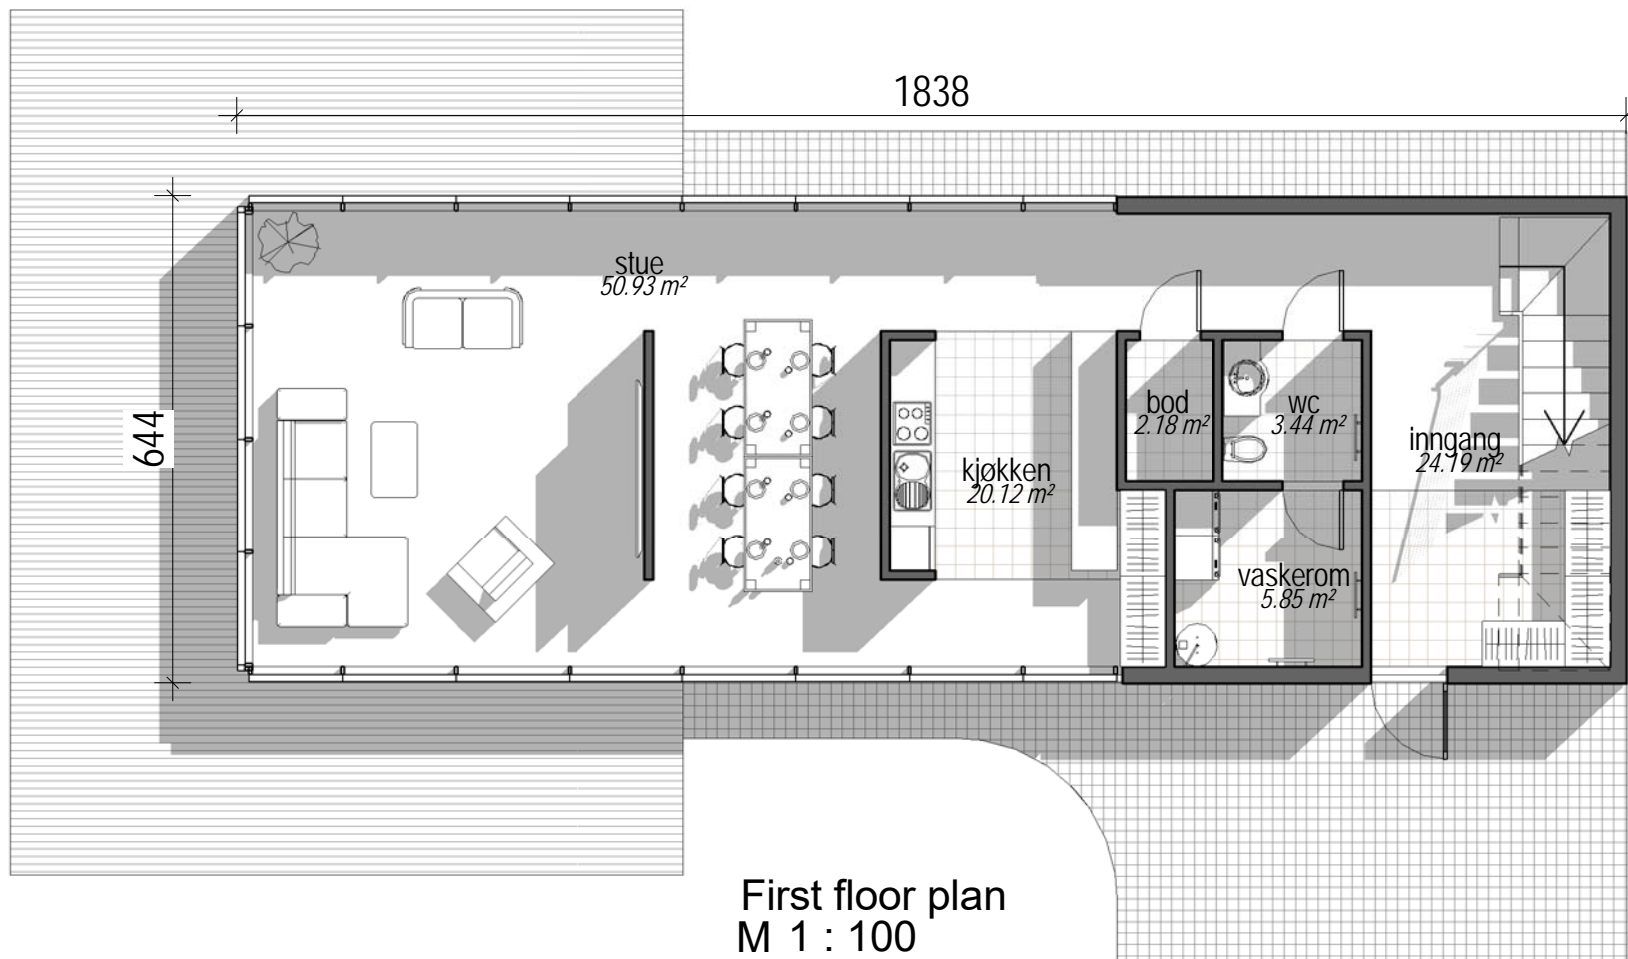 1838
644
stue
50.93 m²
kjøkken
20.12 m²
bod
2.18 m²
wc
3.44 m²
inngang
24.19 m²
vaskerom
5.85 m²
First floor plan
M 1 : 100